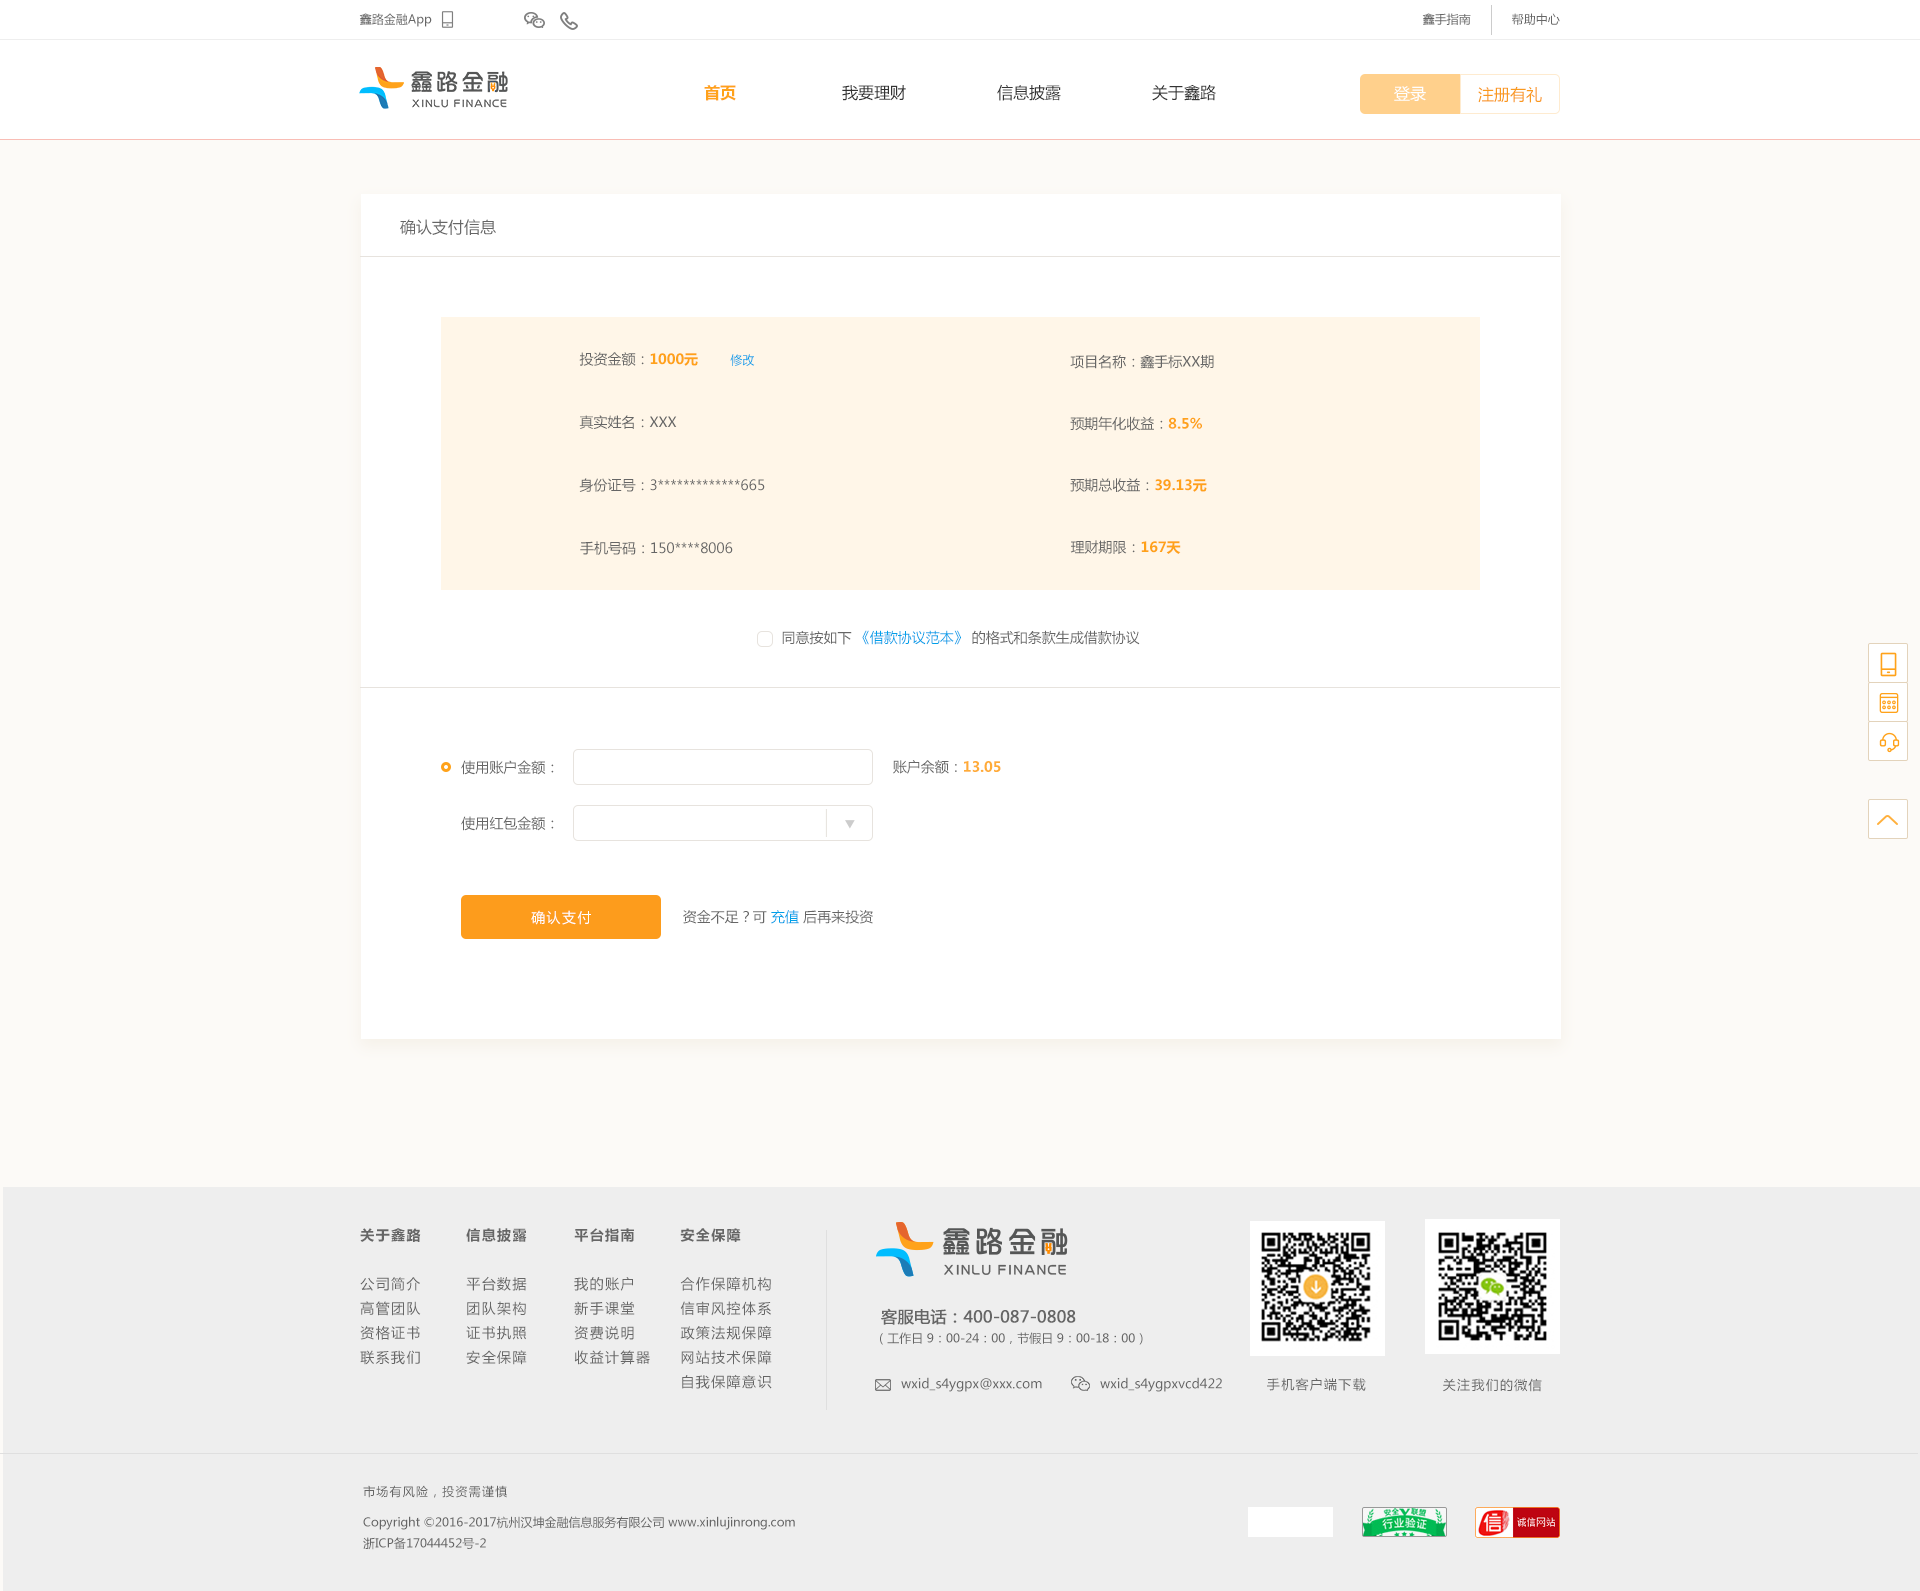 鑫路金融App
鑫手指南
帮助中心
鑫路金融
XINLU FINANCE
首页
我要理财
信息披露
关于鑫路
登录
注册有礼
确认支付信息
投资金额：1000元
修改
项目名称：鑫手标XX期
真实姓名：XXX
预期年化收益：8.5%
身份证号：3*************665
预期总收益：39.13元
手机号码：150****8006
理财期限：167天
同意按如下《借款协议范本》的格式和条款生成借款协议
使用账户金额：
账户余额：13.05
使用红包金额：
确认支付
资金不足？可 充值 后再来投资
关于鑫路
公司简介
高管团队
资格证书
联系我们
信息披露
平台数据
团队架构
证书执照
安全保障
平台指南
我的账户
新手课堂
资费说明
收益计算器
安全保障
合作保障机构
信审风控体系
政策法规保障
网站技术保障
自我保障意识
鑫路金融
XINLU FINANCE
客服电话：400-087-0808
（工作日 9：00-24：00，节假日 9：00-18：00）
wxid_s4ygpx@xxx.com
wxid_s4ygpxvcd422
手机客户端下载
关注我们的微信
市场有风险，投资需谨慎
Copyright ©2016-2017杭州汉坤金融信息服务有限公司 www.xinlujinrong.com
浙ICP备17044452号-2
安全联盟
行业验证
信
诚信网站